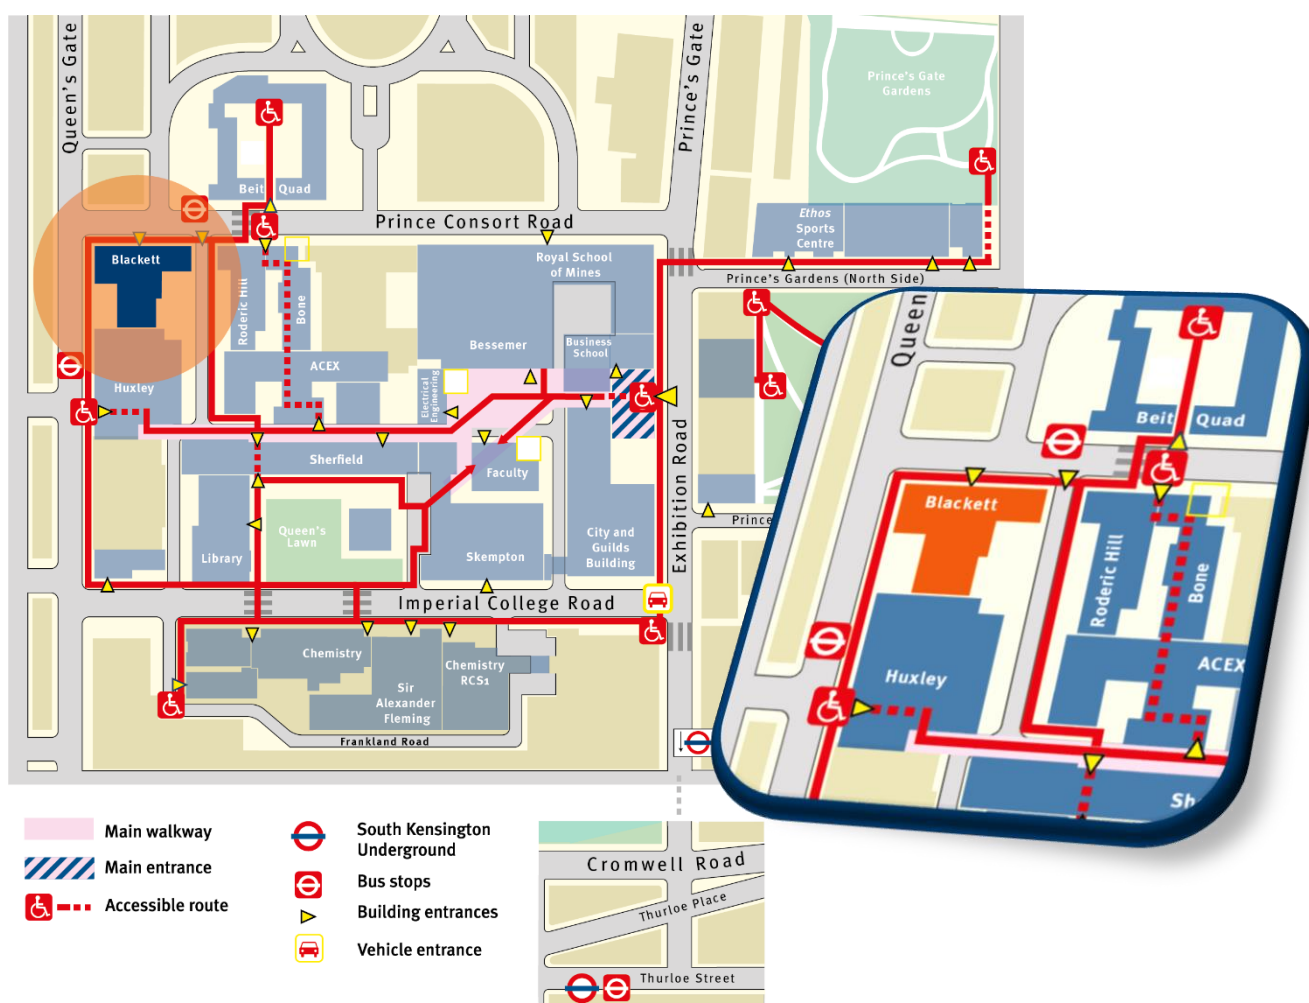 Queen's Gate
Prince's Gate
Prince's Gate
Gardens
Beit Quad
Prince Consort Road
Ethos
Sports
Centre
Prince's Gardens (North Side)
Blackett
Royal School
of Mines
Roderic Hill
Bone
Bessemer
Business
School
ACEX
Huxley
Electrical
Engineering
Sherfield
Faculty
Exhibition Road
Prince
Library
Queen's
Lawn
Skempton
City and
Guilds
Building
Imperial College Road
Chemistry
Chemistry
RCS1
Sir
Alexander
Fleming
Frankland Road
Queen
Beit Quad
Blackett
Roderic Hill
Bone
ACEX
Huxley
Sh
Main walkway
Main entrance
Accessible route
South Kensington
Underground
Bus stops
Building entrances
Vehicle entrance
Cromwell Road
Thurloe Place
Thurloe Street